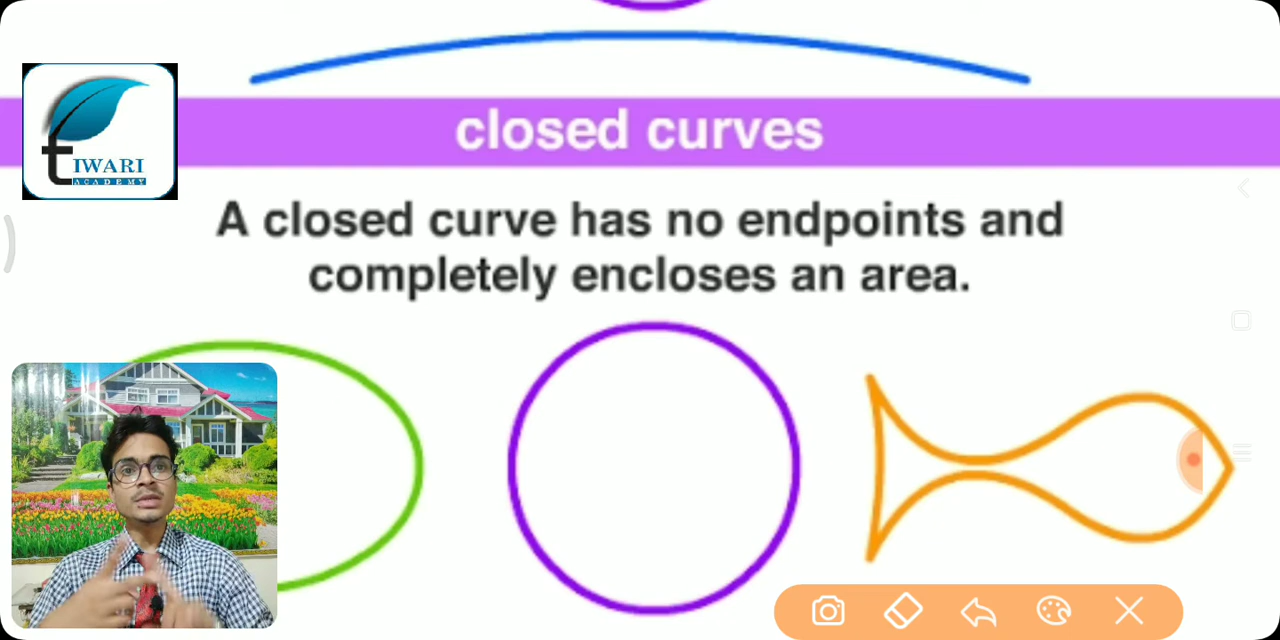 closed curves
tIWARI
ACADEMY
A closed curve has no endpoints and
completely encloses an area.